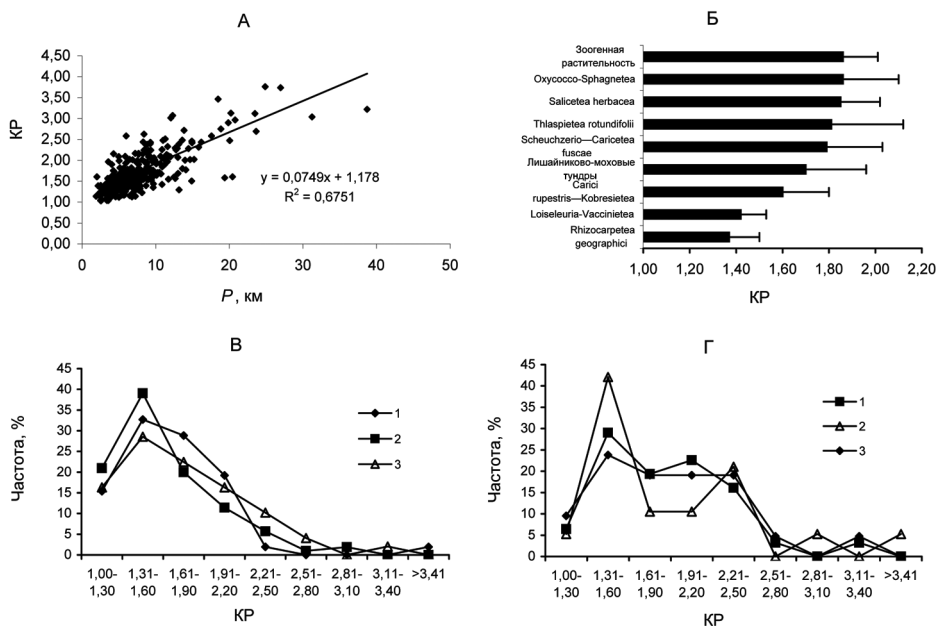 А
КР
4,50
4,00
3,50
3,00
2,50
2,00
1,50
1,00
0,50
0,00
y = 0,0749x + 1,178
R² = 0,6751
0
10
20
30
40
50
P, км
Б
Зоогенная
растительность
Oxycocco-Sphagnetea
Salicetea herbacea
Thlaspietea rotundifolii
Scheuchzerio—Caricetea
fuscae
Лишайниково-моховые
тундры
Carici
rupestris—Kobresietea
Loiseleuria-Vaccinietea
Rhizocarpetea
geographici
1,00 1,20 1,40 1,60 1,80 2,00 2,20
КР
В
Частота, %
45
40
35
30
25
20
15
10
5
0
1
2
3
1,00- 1,31- 1,61- 1,91- 2,21- 2,51- 2,81- 3,11- >3,41
1,30 1,60 1,90 2,20 2,50 2,80 3,10 3,40
КР
Г
Частота, %
45
40
35
30
25
20
15
10
5
0
1
2
3
1,00- 1,31- 1,61- 1,91- 2,21- 2,51- 2,81- 3,11- >3,41
1,30 1,60 1,90 2,20 2,50 2,80 3,10 3,40
КР